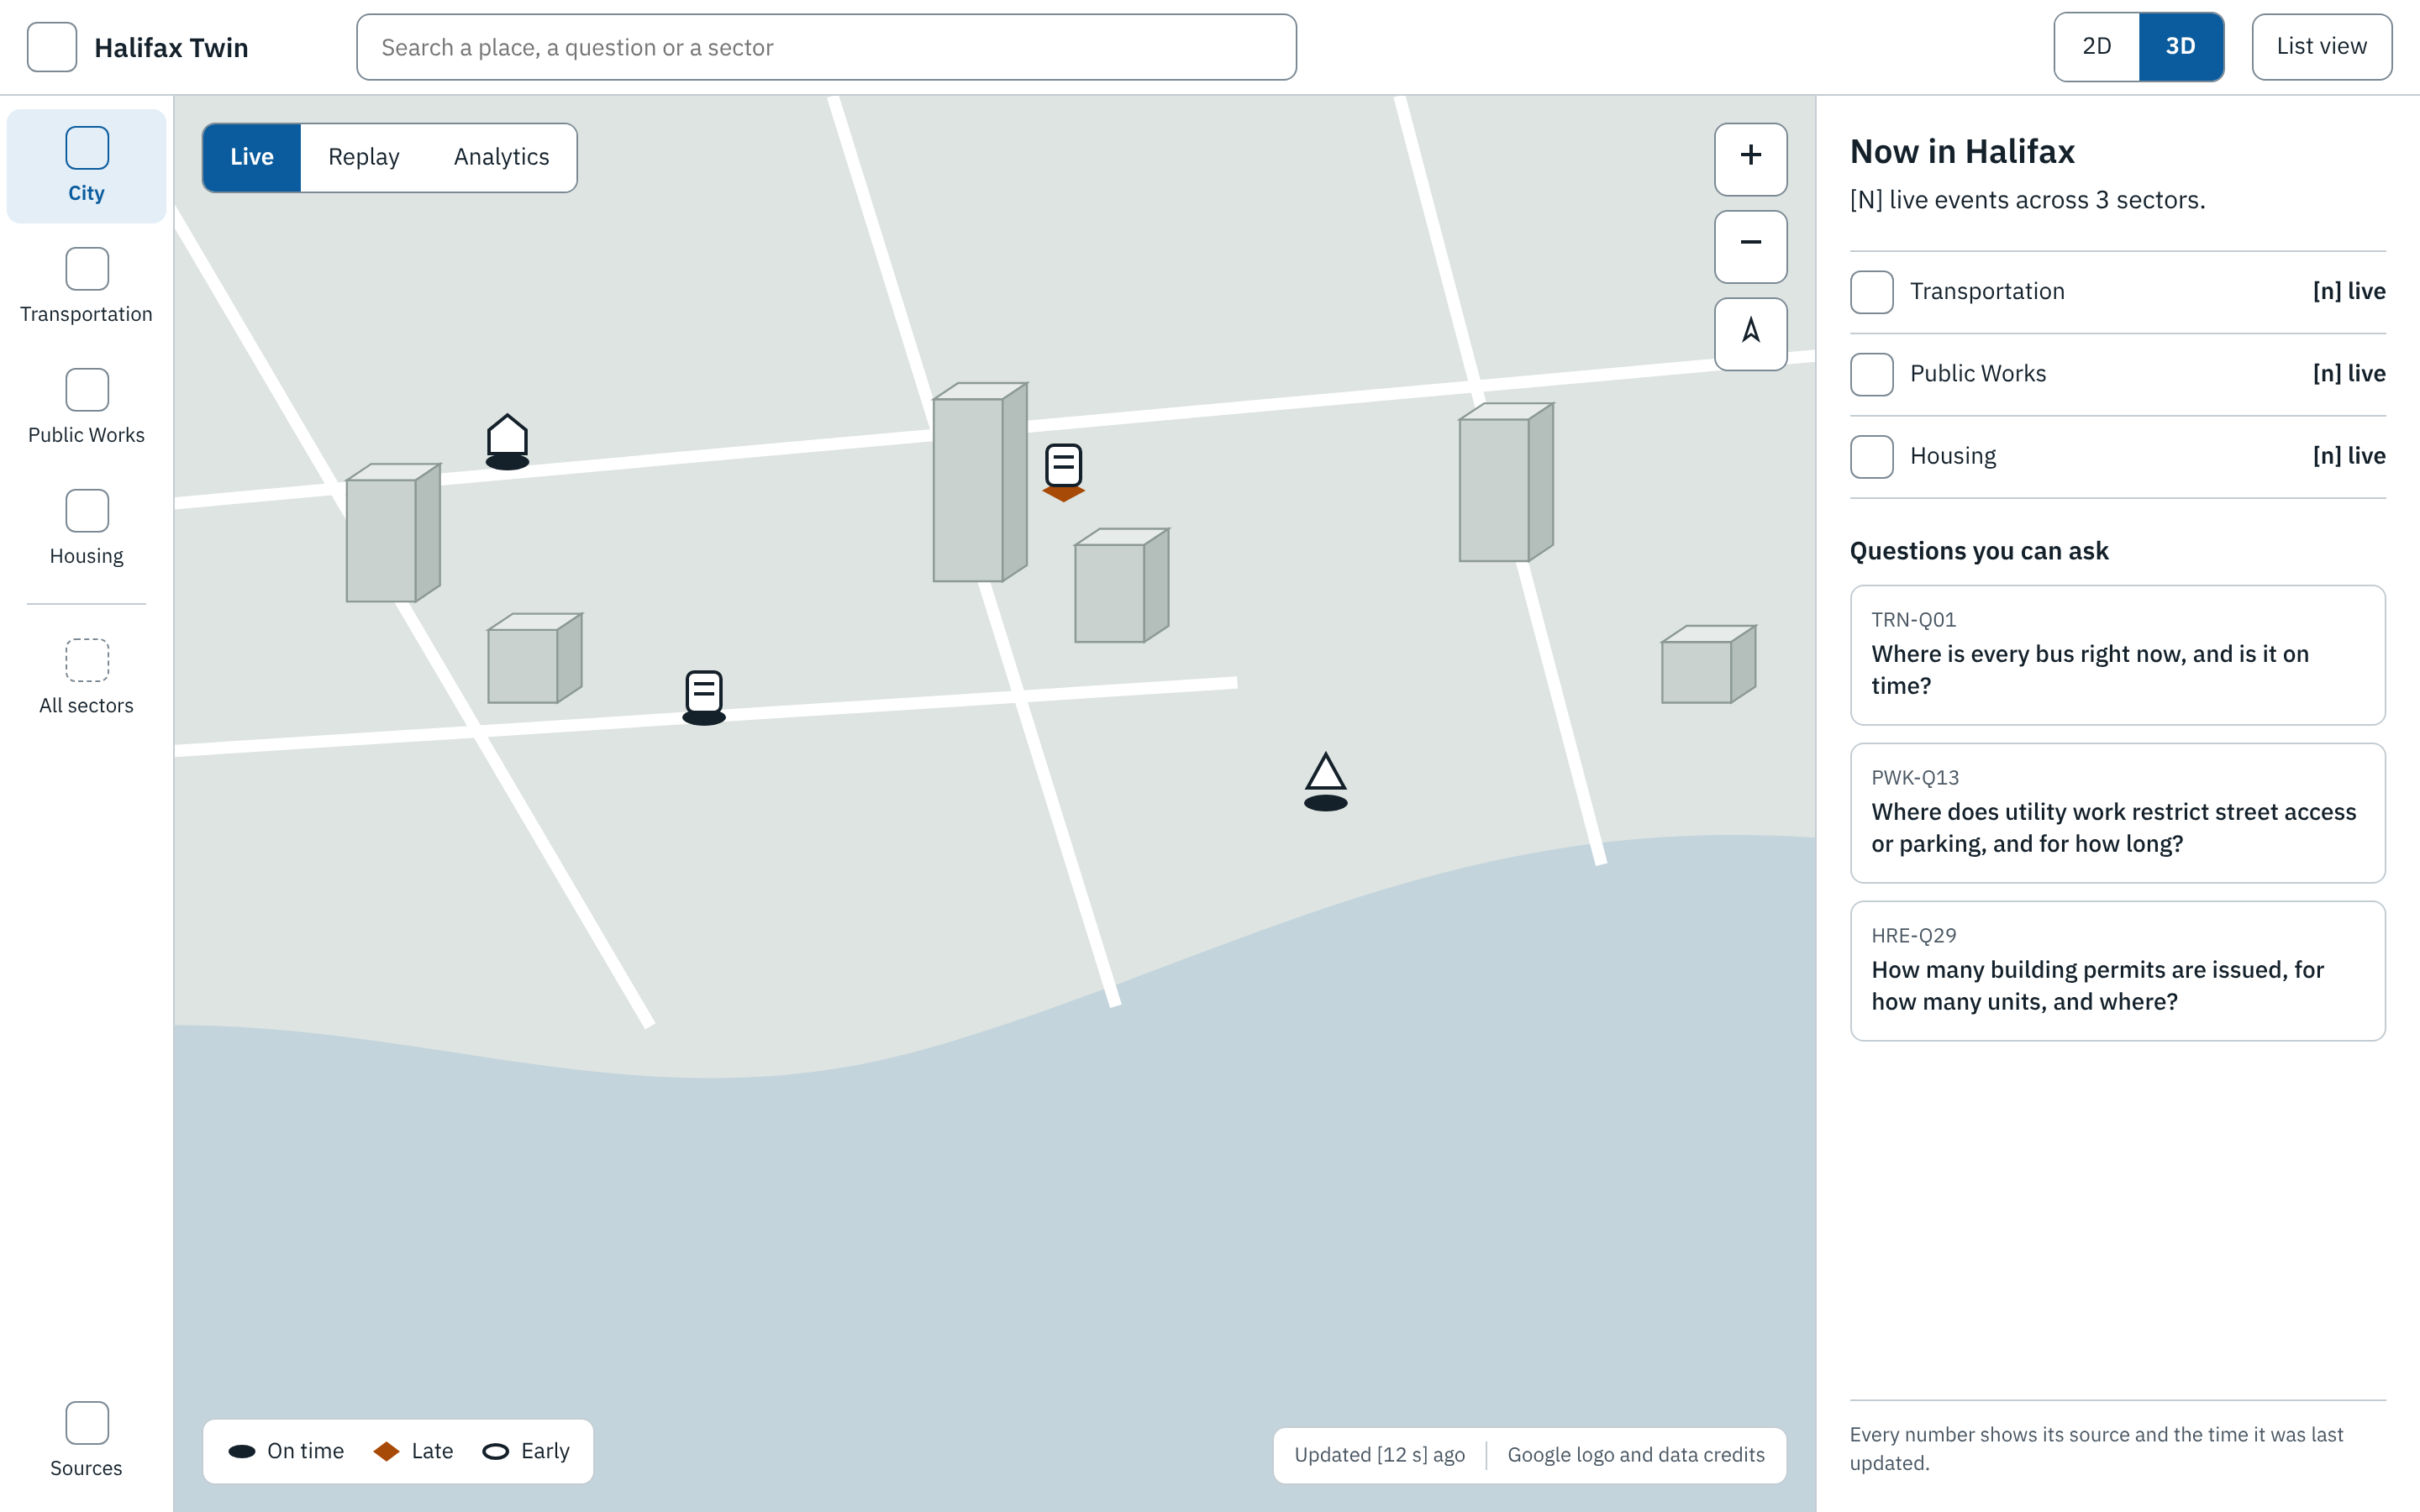 Halifax Twin
Search a place, a question or a sector
2D
3D
List view
City
Transportation
Public Works
Housing
All sectors
Sources
Live
Replay
Analytics
+
−
On time
Late
Early
Updated [12 s] ago
Google logo and data credits
Now in Halifax
[N] live events across 3 sectors.
Transportation
[n] live
Public Works
[n] live
Housing
[n] live
Questions you can ask
TRN-Q01
Where is every bus right now, and is it on
time?
PWK-Q13
Where does utility work restrict street access
or parking, and for how long?
HRE-Q29
How many building permits are issued, for
how many units, and where?
Every number shows its source and the time it was last
updated.